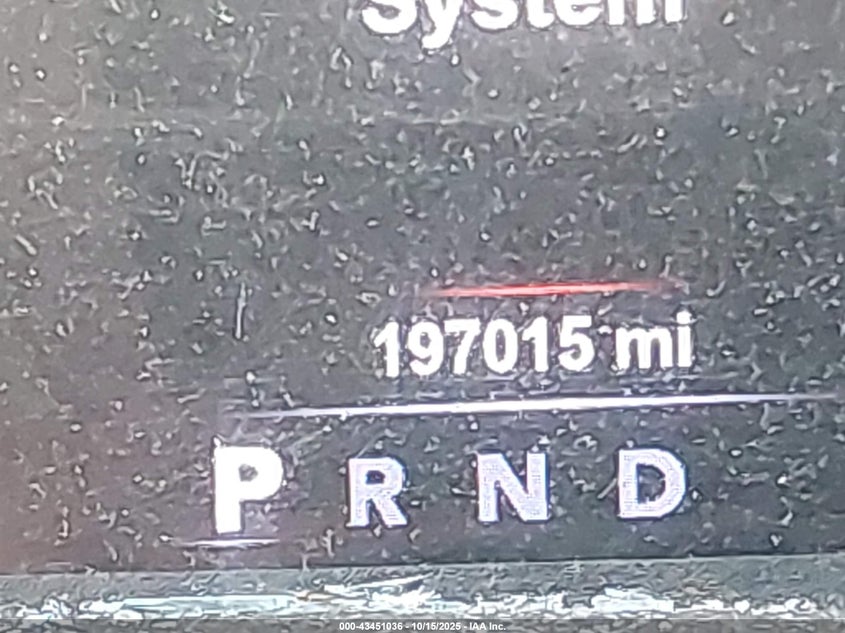 System
197015 mi
P R N D
000-43451036 - 10/15/2025 - IAA Inc.